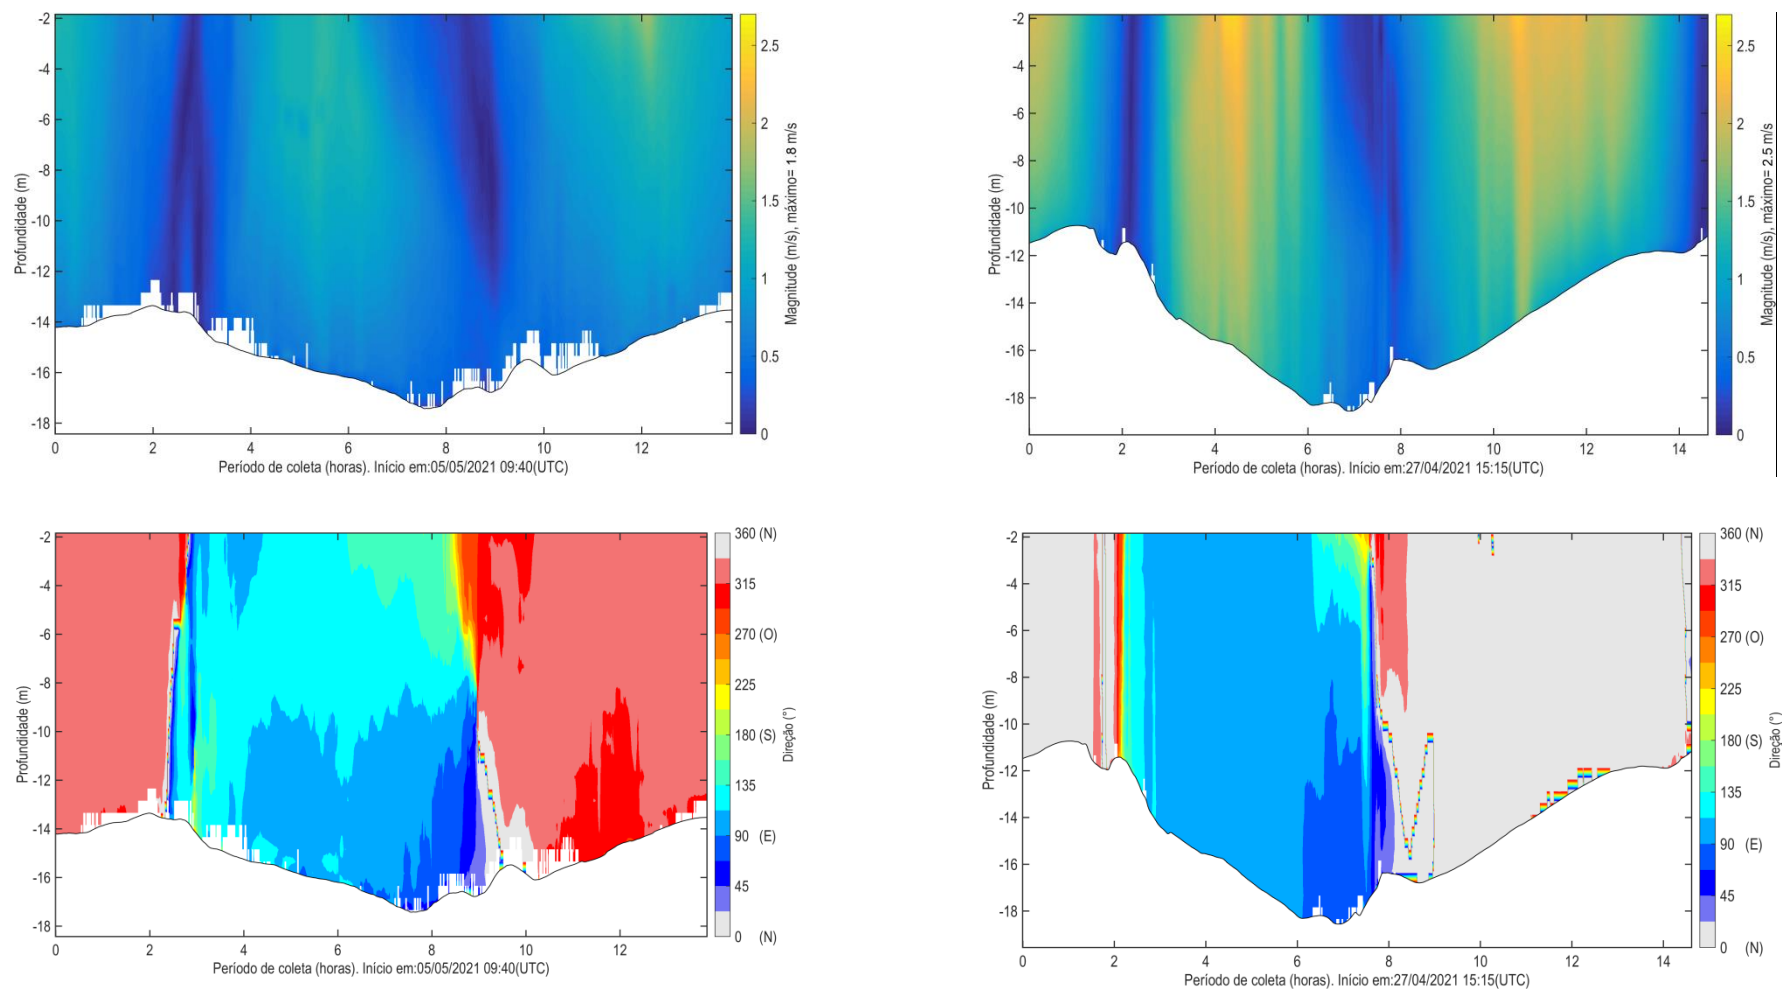 -2
-4
-6
-8
-10
-12
-14
-16
-18
Profundidade (m)
0 2 4 6 8 10 12
Período de coleta (horas). Início em:05/05/2021 09:40(UTC)
2.5
2
1.5
1
0.5
0
Magnitude (m/s), máximo= 1.8 m/s
-2
-4
-6
-8
-10
-12
-14
-16
-18
Profundidade (m)
0 2 4 6 8 10 12 14
Período de coleta (horas). Início em:27/04/2021 15:15(UTC)
2.5
2
1.5
1
0.5
0
Magnitude (m/s), máximo= 2.5 m/s
-2
-4
-6
-8
-10
-12
-14
-16
-18
Profundidade (m)
0 2 4 6 8 10 12
Período de coleta (horas). Início em:05/05/2021 09:40(UTC)
360 (N)
315
270 (O)
225
180 (S)
135
90 (E)
45
0 (N)
Direção (°)
-2
-4
-6
-8
-10
-12
-14
-16
-18
Profundidade (m)
0 2 4 6 8 10 12 14
Período de coleta (horas). Início em:27/04/2021 15:15(UTC)
360 (N)
315
270 (O)
225
180 (S)
135
90 (E)
45
0 (N)
Direção (°)